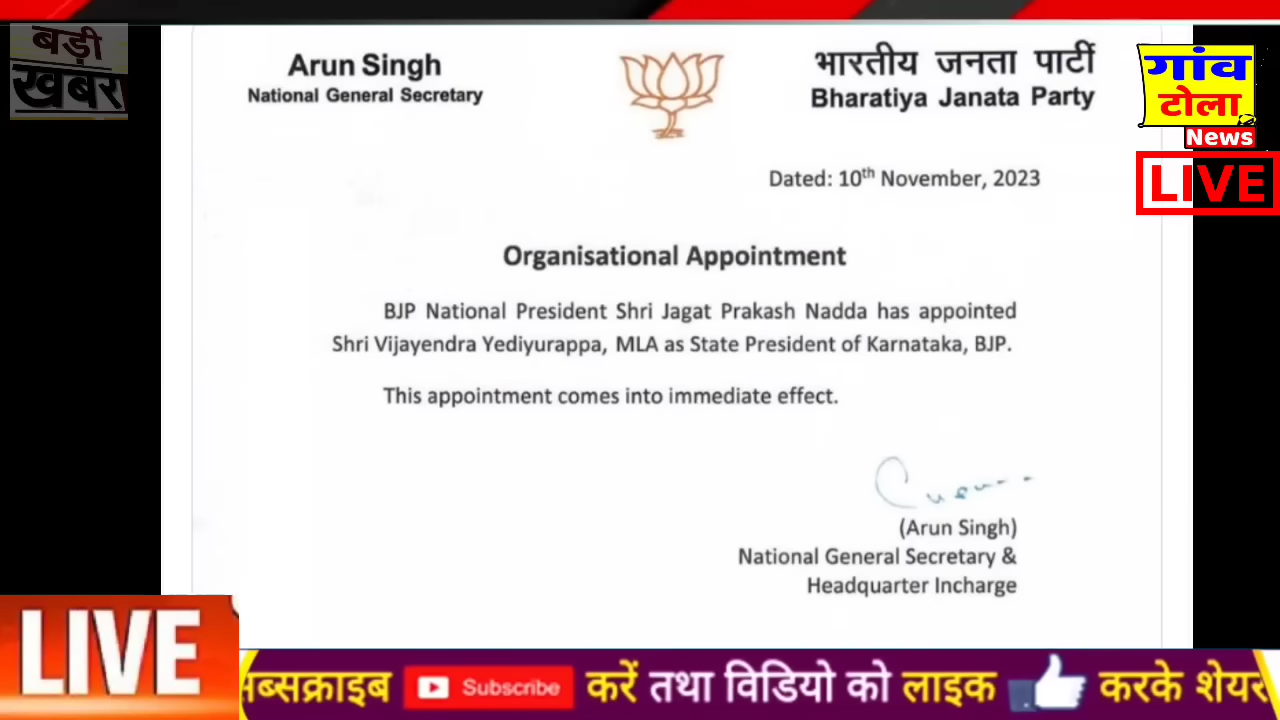 बड़ी
खबर
Arun Singh
National General Secretary
भारतीय जनता पार्टी
Bharatiya Janata Party
गांव
टोला
News
LIVE
Dated: 10th November, 2023
Organisational Appointment
BJP National President Shri Jagat Prakash Nadda has appointed
Shri Vijayendra Yediyurappa, MLA as State President of Karnataka, BJP.
This appointment comes into immediate effect.
(Arun Singh)
National General Secretary &
Headquarter Incharge
LIVE
Subscribe करें तथा विडियो को लाइक करके शेयर